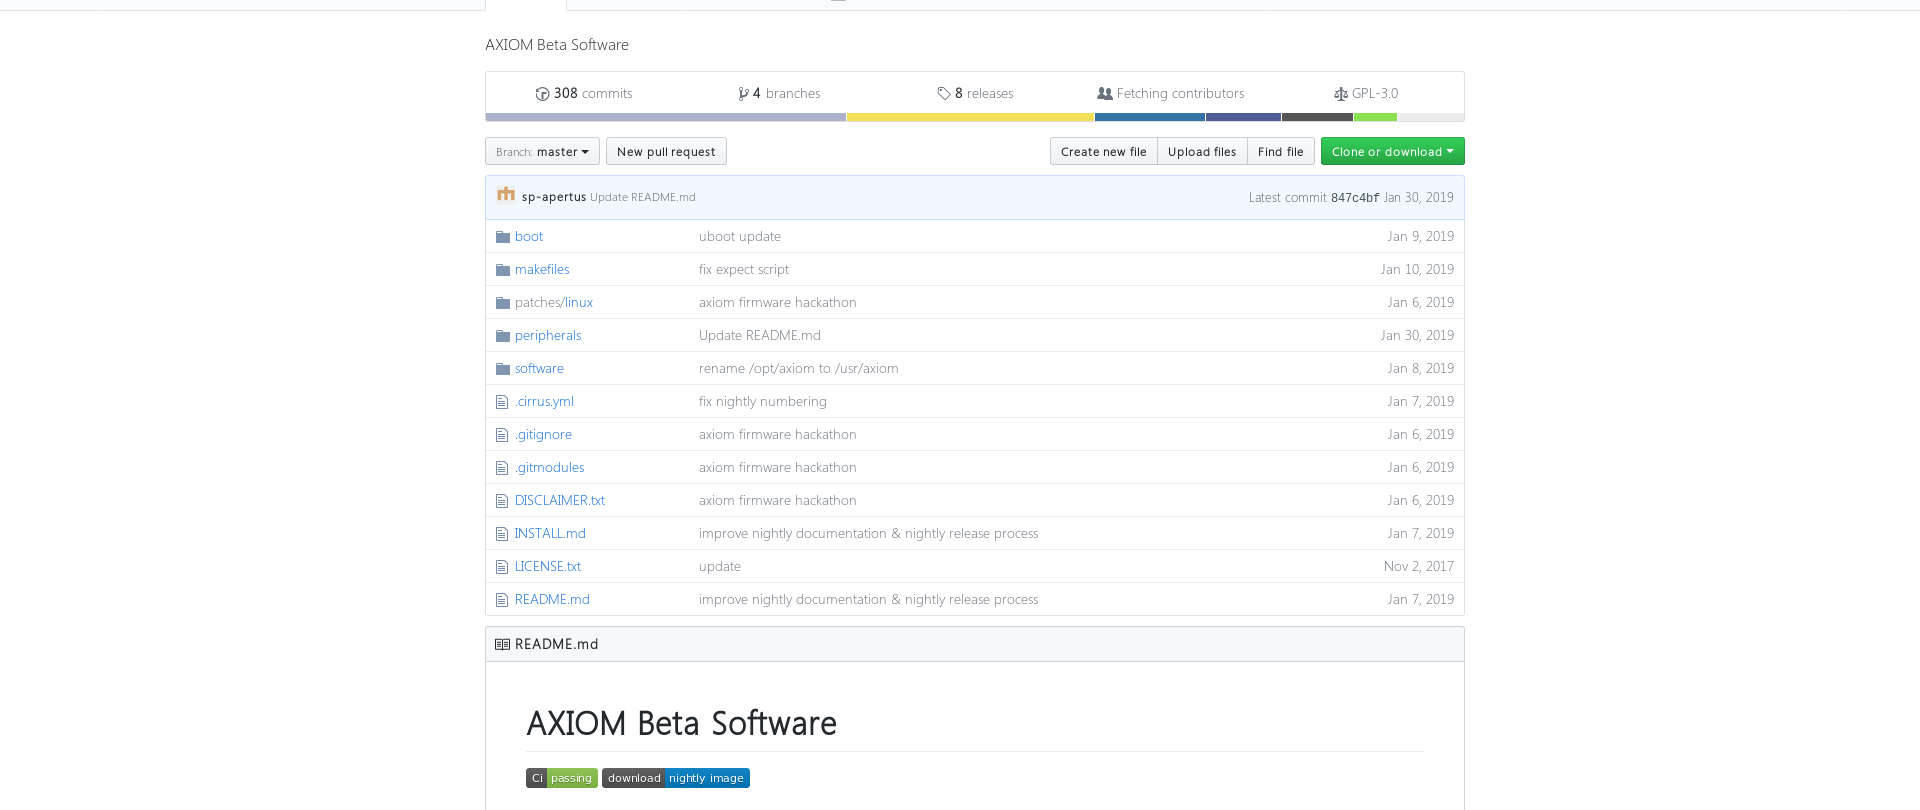 AXIOM Beta Software
308 commits 4 branches 8 releases Fetching contributors GPL-3.0
Branch: master New pull request Create new file Upload files Find file Clone or download
sp-apertus Update README.md Latest commit 847c4bf Jan 30, 2019
boot uboot update Jan 9, 2019
makefiles fix expect script Jan 10, 2019
patches/linux axiom firmware hackathon Jan 6, 2019
peripherals Update README.md Jan 30, 2019
software rename /opt/axiom to /usr/axiom Jan 8, 2019
.cirrus.yml fix nightly numbering Jan 7, 2019
.gitignore axiom firmware hackathon Jan 6, 2019
.gitmodules axiom firmware hackathon Jan 6, 2019
DISCLAIMER.txt axiom firmware hackathon Jan 6, 2019
INSTALL.md improve nightly documentation & nightly release process Jan 7, 2019
LICENSE.txt update Nov 2, 2017
README.md improve nightly documentation & nightly release process Jan 7, 2019
README.md
AXIOM Beta Software
Ci passing download nightly image